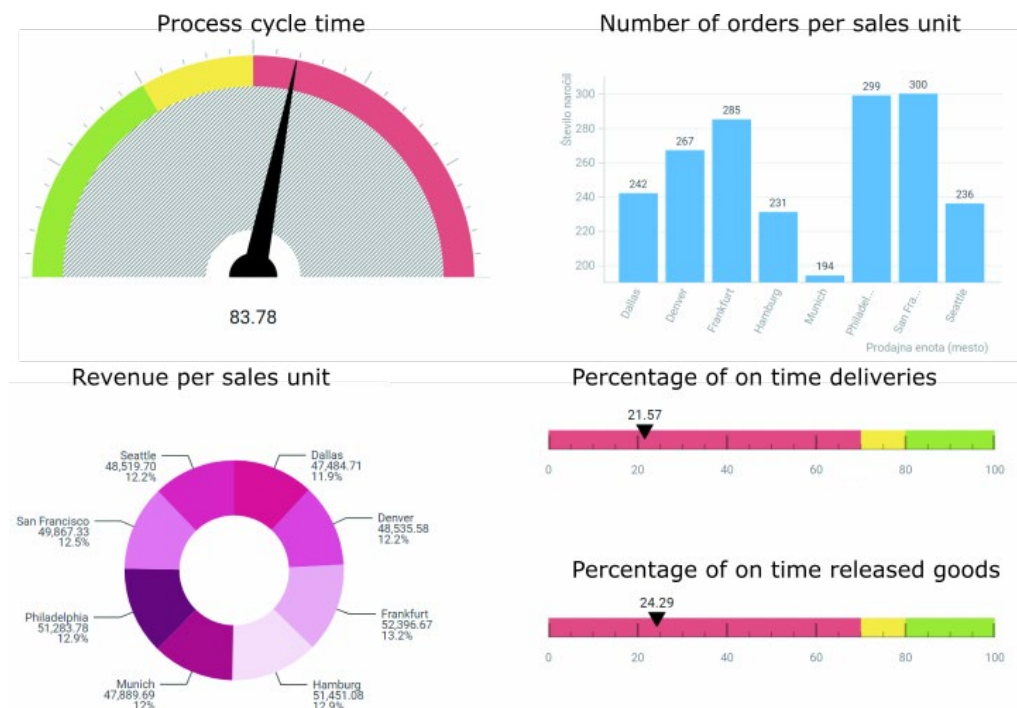 Process cycle time
83.78
Number of orders per sales unit
Število naročil
300
280
260
240
220
200
242
267
285
231
194
299
300
236
Dallas
Denver
Frankfurt
Hamburg
Munich
Philadel...
San Fra...
Seattle
Prodajna enota (mesto)
Revenue per sales unit
Seattle
48,519.70
12.2%
Dallas
47,484.71
11.9%
San Francisco
49,867.33
12.5%
Denver
48,535.58
12.2%
Philadelphia
51,283.78
12.9%
Frankfurt
52,396.67
13.2%
Munich
47,889.69
12%
Hamburg
51,451.08
12.9%
Percentage of on time deliveries
21.57
0 20 40 60 80 100
Percentage of on time released goods
24.29
0 20 40 60 80 100